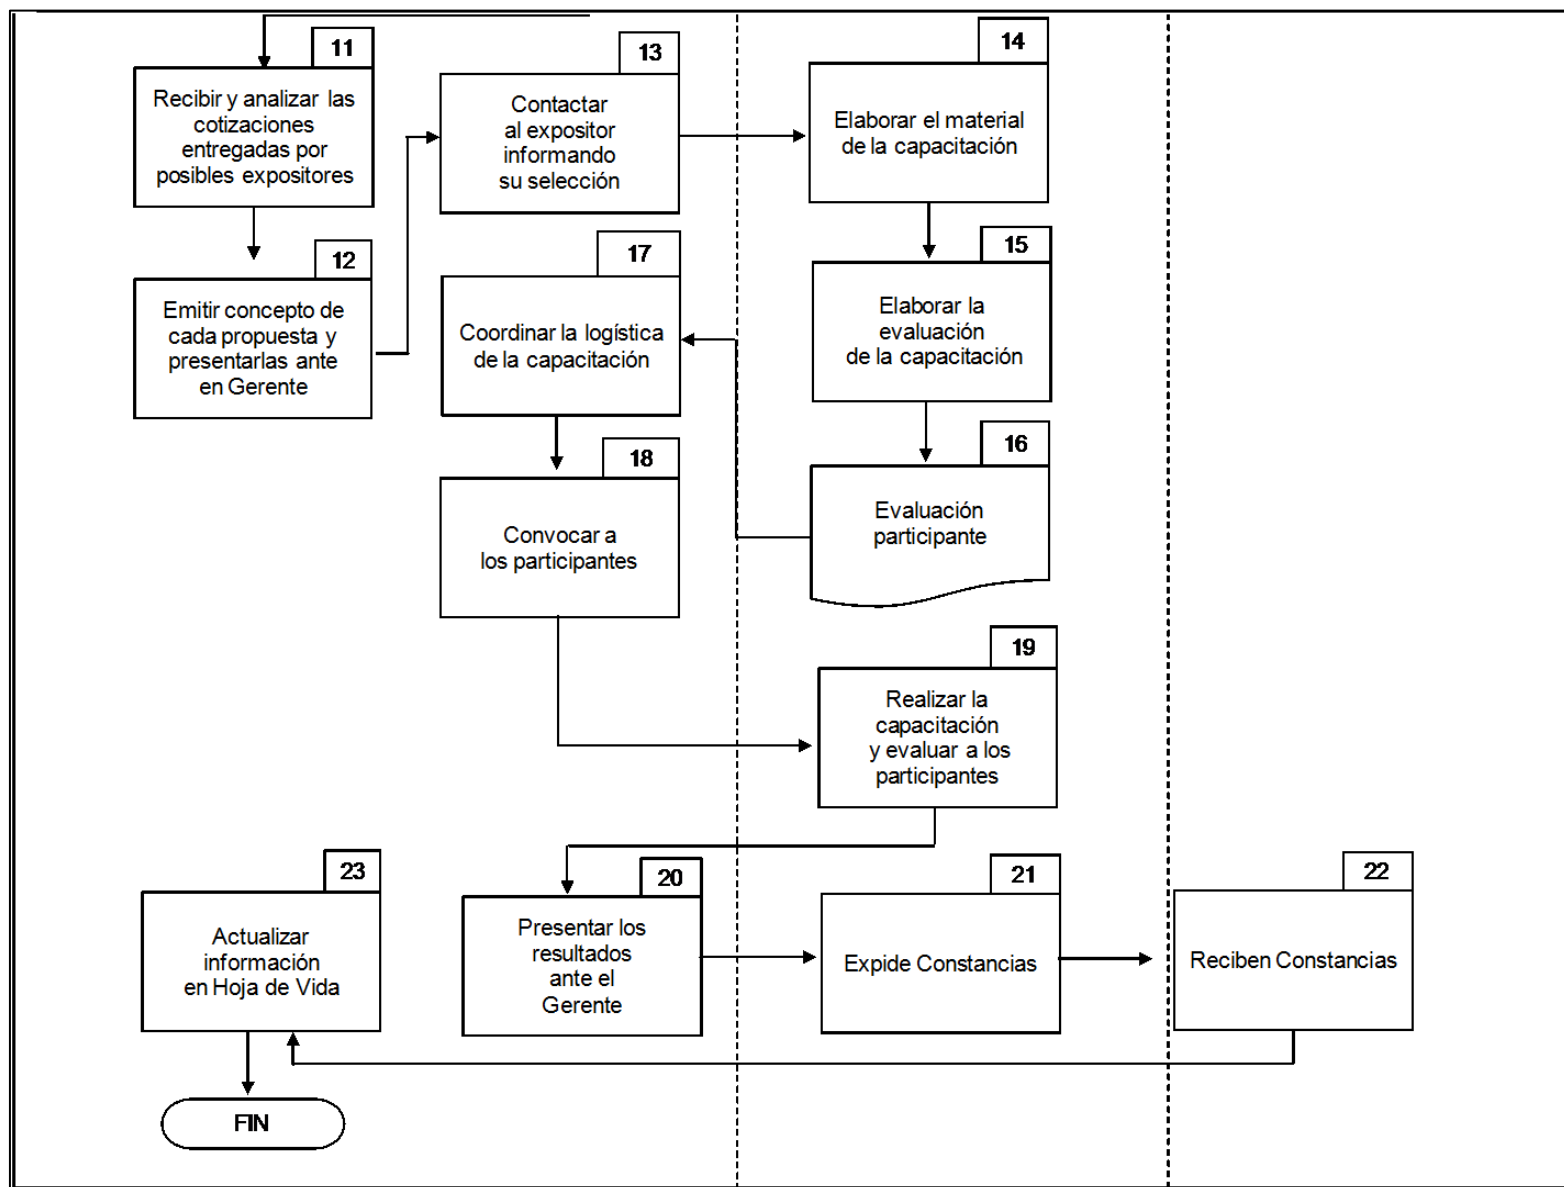 11
Recibir y analizar las
cotizaciones
entregadas por
posibles expositores
12
Emitir concepto de
cada propuesta y
presentarlas ante
en Gerente
13
Contactar
al expositor
informando
su selección
14
Elaborar el material
de la capacitación
15
Elaborar la
evaluación
de la capacitación
16
Evaluación
participante
17
Coordinar la logística
de la capacitación
18
Convocar a
los participantes
19
Realizar la
capacitación
y evaluar a los
participantes
20
Presentar los
resultados
ante el
Gerente
21
Expide Constancias
22
Reciben Constancias
23
Actualizar
información
en Hoja de Vida
FIN